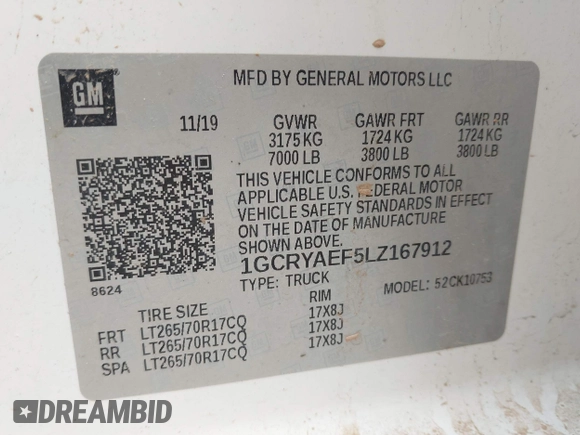 GM
MFD BY GENERAL MOTORS LLC
11/19 GVWR GAWR FRT GAWR RR
3175 KG 1724 KG 1724 KG
7000 LB 3800 LB 3800 LB
THIS VEHICLE CONFORMS TO ALL
APPLICABLE U.S. FEDERAL MOTOR
VEHICLE SAFETY STANDARDS IN EFFECT
ON THE DATE OF MANUFACTURE
SHOWN ABOVE.
1GCRYAEF5LZ167912
8624
TYPE: TRUCK MODEL: 52CK10753
TIRE SIZE RIM
FRT LT265/70R17CQ 17X8J
RR LT265/70R17CQ 17X8J
SPA LT265/70R17CQ 17X8J
DREAMBID